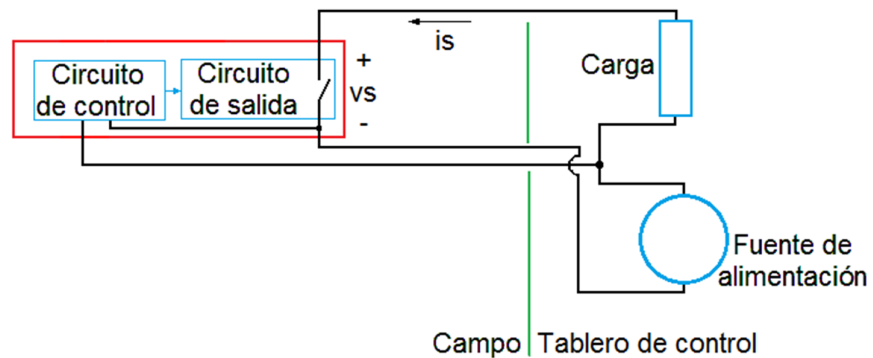 is
Circuito
de control
Circuito
de salida
+
vs
-
Carga
Fuente de
alimentación
Campo
Tablero de control